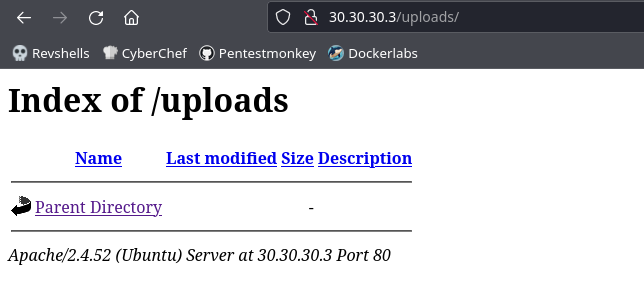 30.30.30.3/uploads/
Revshells CyberChef Pentestmonkey Dockerlabs
Index of /uploads
Name Last modified Size Description
Parent Directory -
Apache/2.4.52 (Ubuntu) Server at 30.30.30.3 Port 80